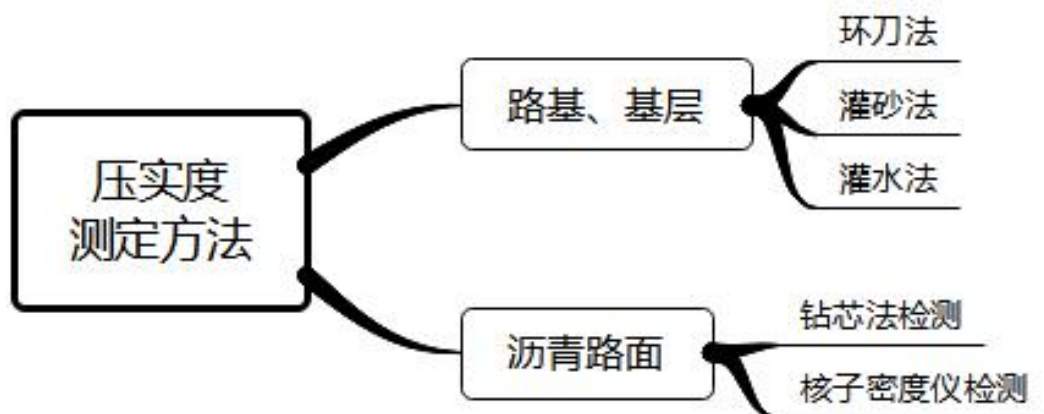 压实度
测定方法
路基、基层
环刀法
灌砂法
灌水法
沥青路面
钻芯法检测
核子密度仪检测